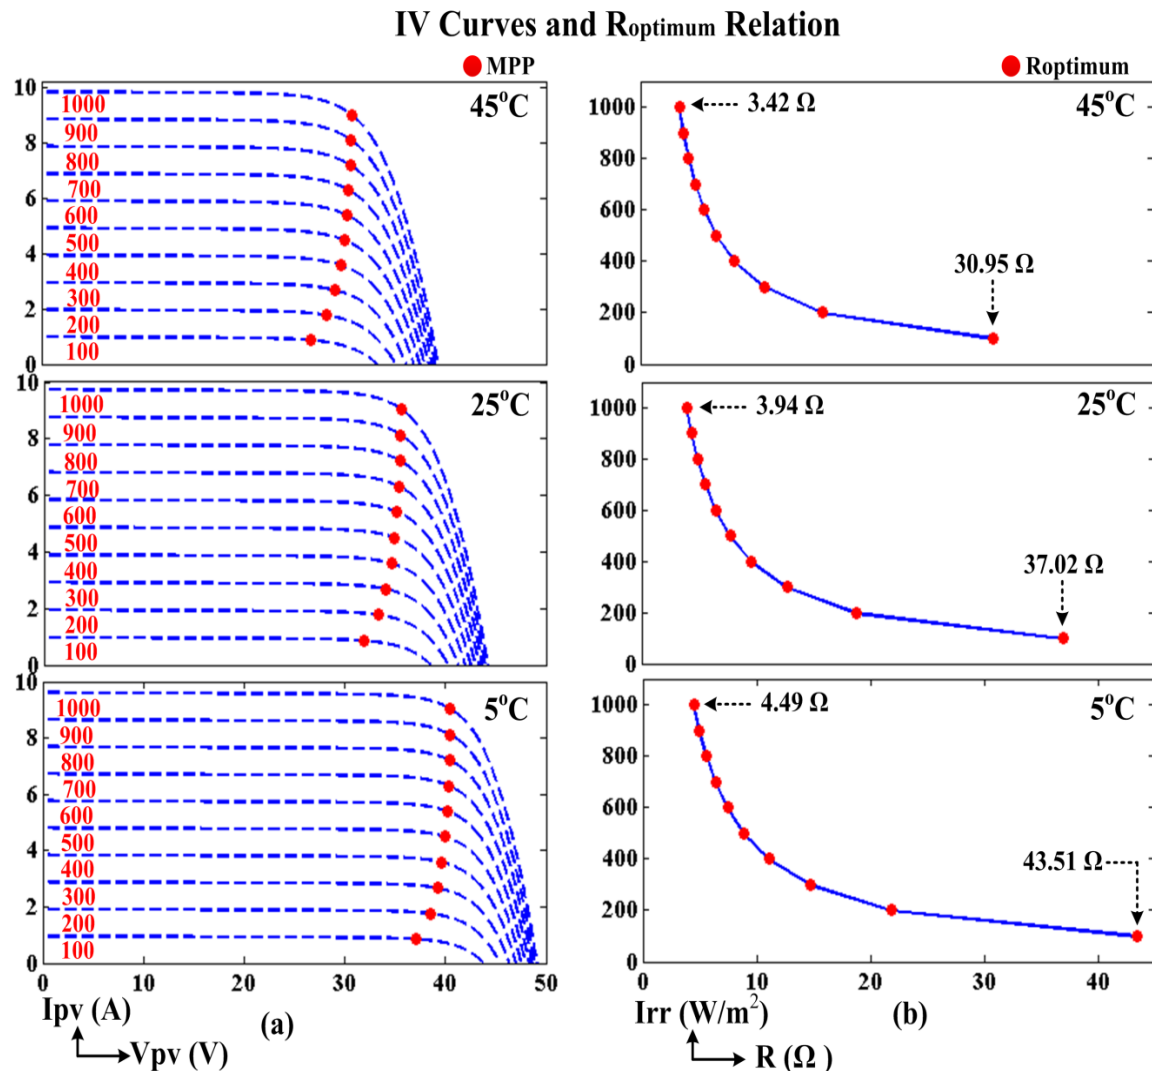 IV Curves and Roptimum Relation
MPP
45°C
10
8
6
4
2
0
1000
900
800
700
600
500
400
300
200
100
25°C
10
8
6
4
2
0
1000
900
800
700
600
500
400
300
200
100
5°C
10
8
6
4
2
0
1000
900
800
700
600
500
400
300
200
100
0 10 20 30 40 50
Ipv (A)
Vpv (V)
(a)
Roptimum
45°C
1000
800
600
400
200
0
3.42 Ω
30.95 Ω
25°C
1000
800
600
400
200
0
3.94 Ω
37.02 Ω
5°C
1000
800
600
400
200
0
4.49 Ω
43.51 Ω
0 10 20 30 40
Irr (W/m²)
R (Ω )
(b)